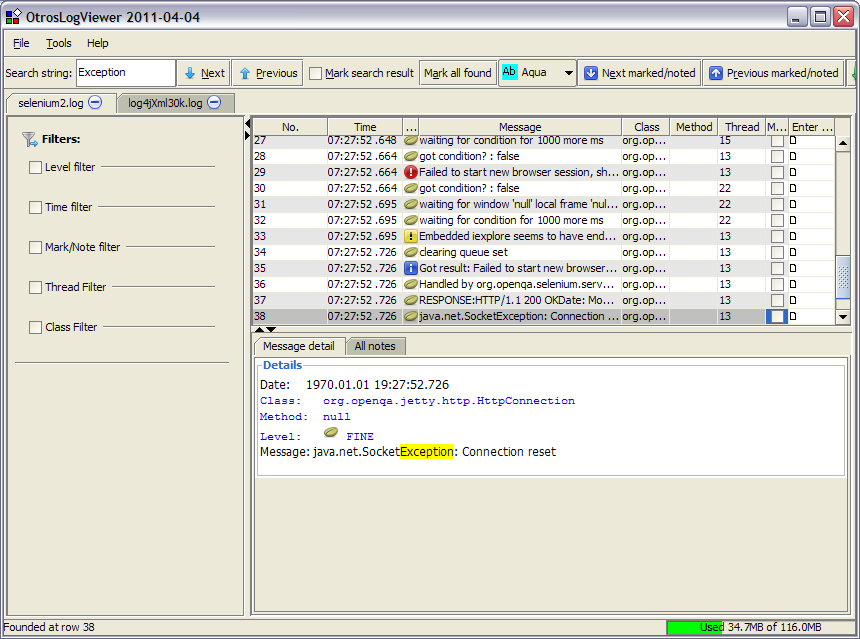 OtrosLogViewer 2011-04-04
File Tools Help
Search string: Exception Next Previous Mark search result Mark all found Ab Aqua Next marked/noted Previous marked/noted
selenium2.log log4jXml30k.log
Filters:
Level filter
Time filter
Mark/Note filter
Thread Filter
Class Filter
No. Time ... Message Class Method Thread M... Enter ...
27 07:27:52.648 waiting for condition for 1000 more ms org.op... 15
28 07:27:52.664 got condition? : false org.op... 13
29 07:27:52.664 Failed to start new browser session, sh... org.op... 13
30 07:27:52.664 got condition? : false org.op... 22
31 07:27:52.695 waiting for window 'null' local frame 'nul... org.op... 22
32 07:27:52.695 waiting for condition for 1000 more ms org.op... 22
33 07:27:52.695 Embedded iexplore seems to have end... org.op... 13
34 07:27:52.726 clearing queue set org.op... 13
35 07:27:52.726 Got result: Failed to start new browser... org.op... 13
36 07:27:52.726 Handled by org.openqa.selenium.serv... org.op... 13
37 07:27:52.726 RESPONSE:HTTP/1.1 200 OKDate: Mo... org.op... 13
38 07:27:52.726 java.net.SocketException: Connection ... org.op... 13
Message detail All notes
Details
Date: 1970.01.01 19:27:52.726
Class: org.openqa.jetty.http.HttpConnection
Method: null
Level: FINE
Message: java.net.SocketException: Connection reset
Founded at row 38
Used 34.7MB of 116.0MB